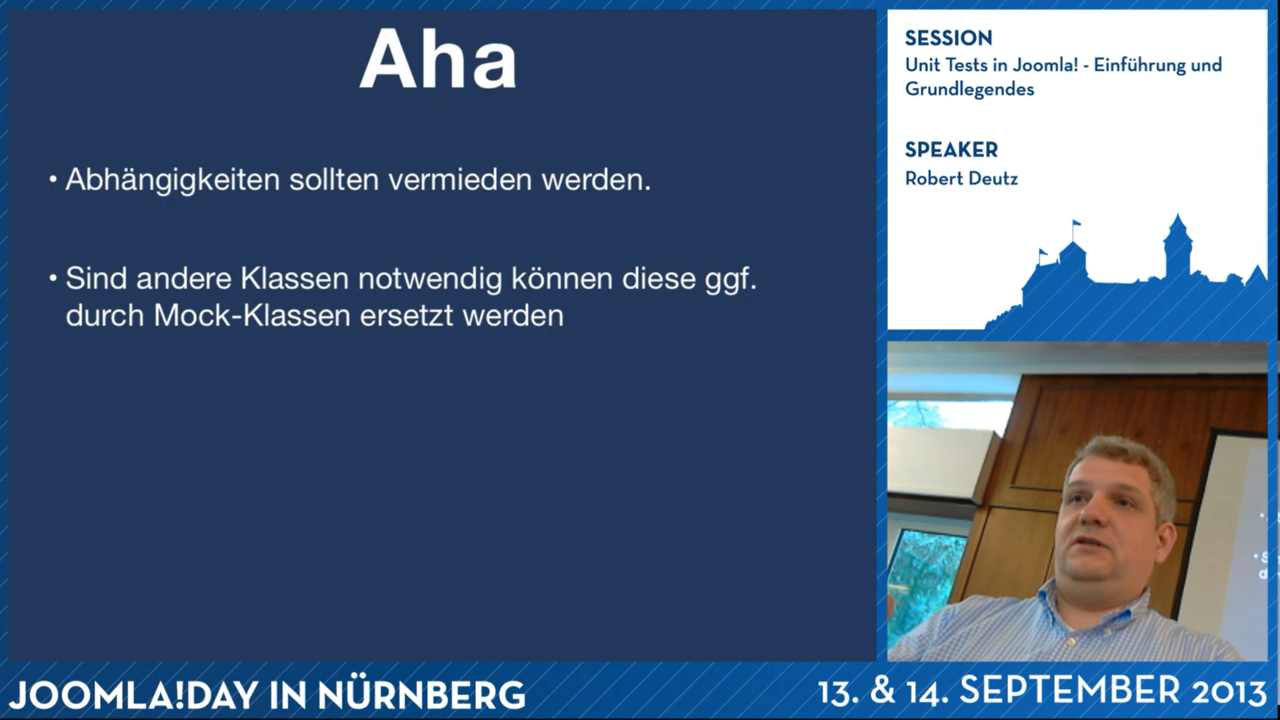 Aha
• Abhängigkeiten sollten vermieden werden.
• Sind andere Klassen notwendig können diese ggf.
durch Mock-Klassen ersetzt werden
SESSION
Unit Tests in Joomla! - Einführung und
Grundlegendes
SPEAKER
Robert Deutz
JOOMLA!DAY IN NÜRNBERG
13. & 14. SEPTEMBER 2013